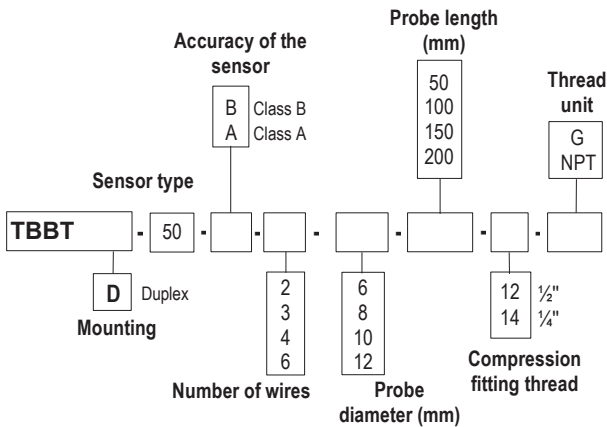 Probe length
(mm)
Accuracy of the
sensor
50
100
150
200
Thread
unit
B Class B
A Class A
G
NPT
Sensor type
TBBT - 50 - - - - - -
D Duplex
Mounting
2
3
4
6
Number of wires
6
8
10
12
Probe
diameter (mm)
12 ½"
14 ¼"
Compression
fitting thread